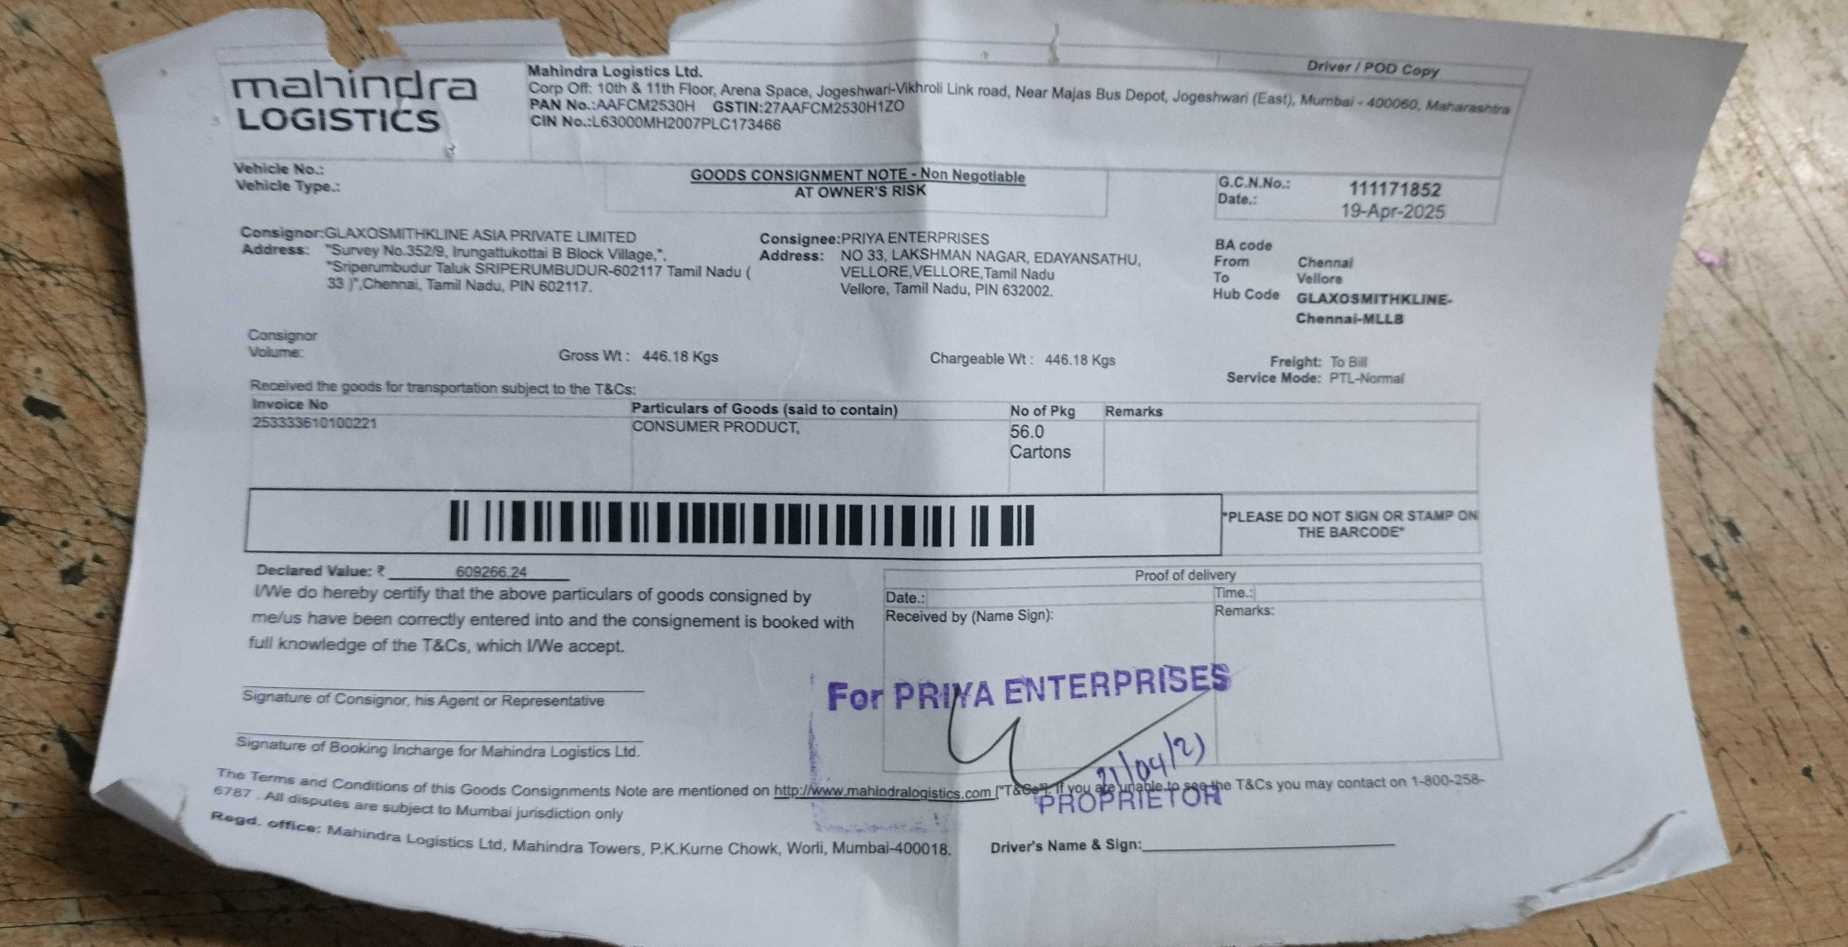 mahindra
LOGISTICS
Mahindra Logistics Ltd.
Corp Off: 10th & 11th Floor, Arena Space, Jogeshwari-Vikhroli Link road, Near Majas Bus Depot, Jogeshwari (East), Mumbai - 400060, Maharashtra
PAN No.:AAFCM2530H GSTIN:27AAFCM2530H1ZO
CIN No.:L63000MH2007PLC173466
Driver / POD Copy
Vehicle No.:
Vehicle Type.:
GOODS CONSIGNMENT NOTE - Non Negotiable
AT OWNER'S RISK
G.C.N.No.: 111171852
Date.: 19-Apr-2025
Consignor:GLAXOSMITHKLINE ASIA PRIVATE LIMITED
Address: "Survey No.352/9, Irungattukottai B Block Village,",
"Sriperumbudur Taluk SRIPERUMBUDUR-602117 Tamil Nadu (
33 )",Chennai, Tamil Nadu, PIN 602117.
Consignee:PRIYA ENTERPRISES
Address: NO 33, LAKSHMAN NAGAR, EDAYANSATHU,
VELLORE,VELLORE,Tamil Nadu
Vellore, Tamil Nadu, PIN 632002.
BA code
From Chennai
To Vellore
Hub Code GLAXOSMITHKLINE-
Chennai-MLLB
Consignor
Volume:
Gross Wt : 446.18 Kgs
Chargeable Wt : 446.18 Kgs
Freight: To Bill
Service Mode: PTL-Normal
Received the goods for transportation subject to the T&Cs:
Invoice No Particulars of Goods (said to contain) No of Pkg Remarks
253333610100221 CONSUMER PRODUCT, 56.0
Cartons
*PLEASE DO NOT SIGN OR STAMP ON
THE BARCODE*
Declared Value: ₹ 609266.24
I/We do hereby certify that the above particulars of goods consigned by
me/us have been correctly entered into and the consignement is booked with
full knowledge of the T&Cs, which I/We accept.
Proof of delivery
Date.: Time.:
Received by (Name Sign): Remarks:
Signature of Consignor, his Agent or Representative
For PRIYA ENTERPRISES
Signature of Booking Incharge for Mahindra Logistics Ltd.
21/04/2)
PROPRIETOR
The Terms and Conditions of this Goods Consignments Note are mentioned on http://www.mahindralogistics.com ["T&Cs"]. If you are unable to see the T&Cs you may contact on 1-800-258-
6787 . All disputes are subject to Mumbai jurisdiction only
Regd. office: Mahindra Logistics Ltd, Mahindra Towers, P.K.Kurne Chowk, Worli, Mumbai-400018.
Driver's Name & Sign: